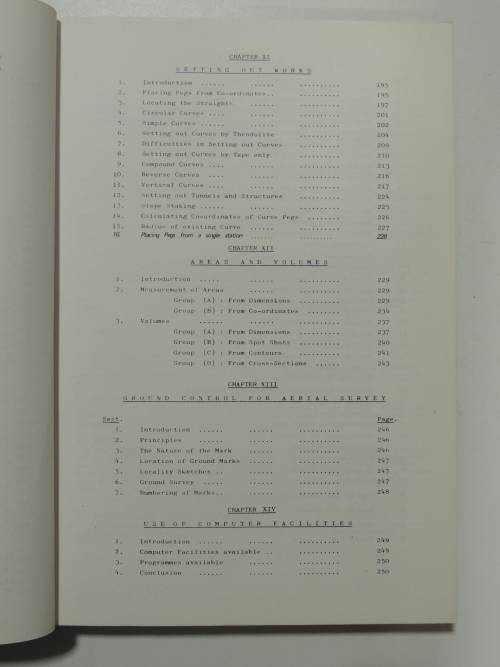 CHAPTER XI
SETTING OUT WORKS
1. Introduction ...... ...... .......... 195
2. Placing Pegs from Co-ordinates.. .......... 195
3. Locating the Straights ...... .......... 197
4. Circular Curves .... ...... .......... 201
5. Simple Curves ...... ...... .......... 202
6. Setting out Curves by Theodolite .......... 204
7. Difficulties in Setting out Curves .......... 209
8. Setting out Curves by Tape only .......... 210
9. Compound Curves .... ...... .......... 213
10. Reverse Curves .... ...... .......... 216
11. Vertical Curves .... ...... .......... 217
12. Setting out Tunnels and Structures .......... 224
13. Slope Staking ...... ...... .......... 225
14. Calculating Co-ordinates of Curve Pegs ........ 226
15. Radius of existing Curve ...... .......... 227
16. Placing Pegs from a single station ...... .......... 228
CHAPTER XII
AREAS AND VOLUMES
1. Introduction ..... ...... .......... 229
2. Measurement of Areas ...... .......... 229
Group (A) : From Dimensions .......... 229
Group (B) : From Co-ordinates ........ 234
3. Volumes ...... ...... .......... 237
Group (A) : From Dimensions .......... 237
Group (B) : From Spot Shots .......... 240
Group (C) : From Contours .......... 241
Group (D) : From Cross-Sections ...... 243
CHAPTER XIII
GROUND CONTROL FOR AERIAL SURVEY
Sect. Page.
1. Introduction ...... ...... .......... 246
2. Principles ...... ...... .......... 246
3. The Nature of the Mark ...... .......... 246
4. Location of Ground Marks ...... .......... 247
5. Locality Sketches .. ...... .......... 247
6. Ground Survey ..... ...... .......... 247
7. Numbering of Marks.. ...... .......... 248
CHAPTER XIV
USE OF COMPUTER FACILITIES
1. Introduction ...... ...... .......... 249
2. Computer Facilities available .. .......... 249
3. Programmes available ...... .......... 250
4. Conclusion ...... ...... .......... 250